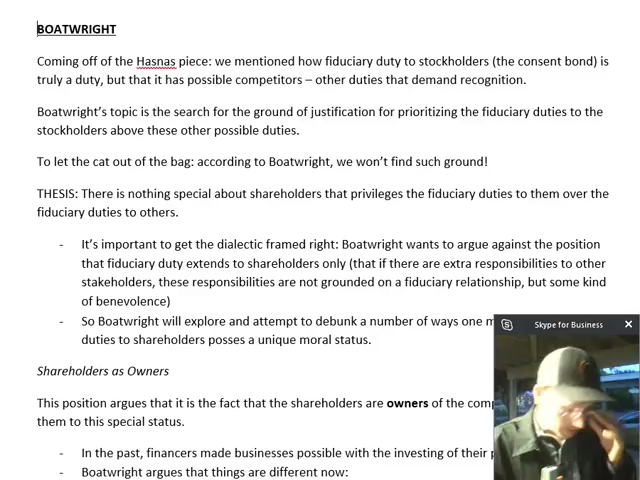 BOATWRIGHT
Coming off of the Hasnas piece: we mentioned how fiduciary duty to stockholders (the consent bond) is
truly a duty, but that it has possible competitors – other duties that demand recognition.
Boatwright's topic is the search for the ground of justification for prioritizing the fiduciary duties to the
stockholders above these other possible duties.
To let the cat out of the bag: according to Boatwright, we won't find such ground!
THESIS: There is nothing special about shareholders that privileges the fiduciary duties to them over the
fiduciary duties to others.
- It's important to get the dialectic framed right: Boatwright wants to argue against the position
that fiduciary duty extends to shareholders only (that if there are extra responsibilities to other
stakeholders, these responsibilities are not grounded on a fiduciary relationship, but some kind
of benevolence)
- So Boatwright will explore and attempt to debunk a number of ways one
duties to shareholders posses a unique moral status.
Skype for Business
Shareholders as Owners
This position argues that it is the fact that the shareholders are owners of the
them to this special status.
- In the past, financers made businesses possible with the investing of their
- Boatwright argues that things are different now: